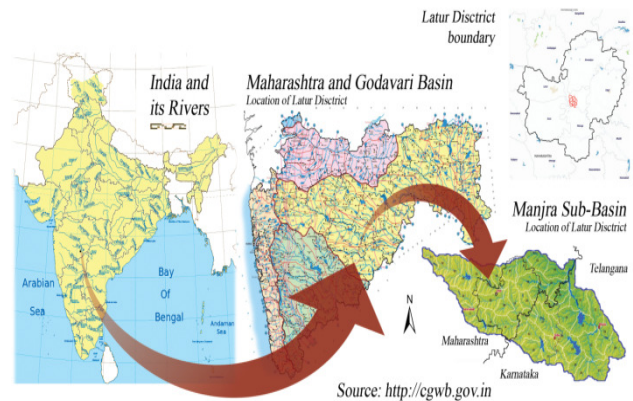 Latur Disctrict
boundary
India and
its Rivers
Maharashtra and Godavari Basin
Location of Latur Disctrict
Manjra Sub-Basin
Location of Latur District
Arabian
Sea
Bay
Of
Bengal
Andaman
Sea
N
Telangana
Maharashtra
Karnataka
Source: http://cgwb.gov.in